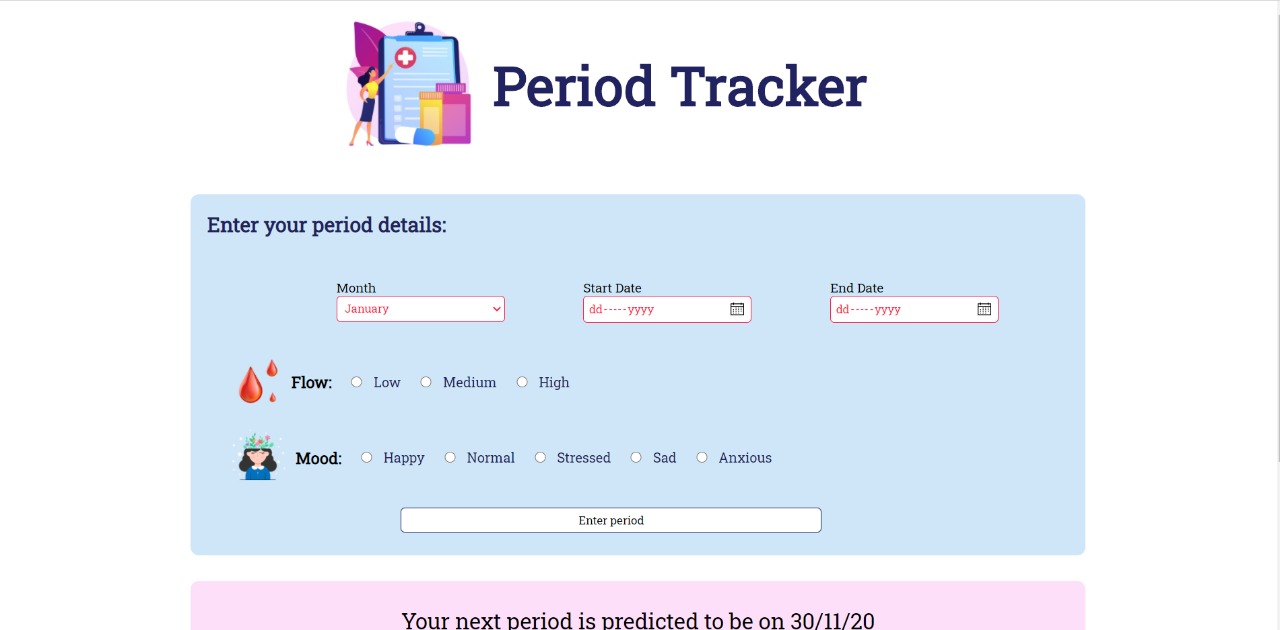 Period Tracker
Enter your period details:
Month Start Date End Date
January dd-----yyyy dd-----yyyy
Flow: Low Medium High
Mood: Happy Normal Stressed Sad Anxious
Enter period
Your next period is predicted to be on 30/11/20